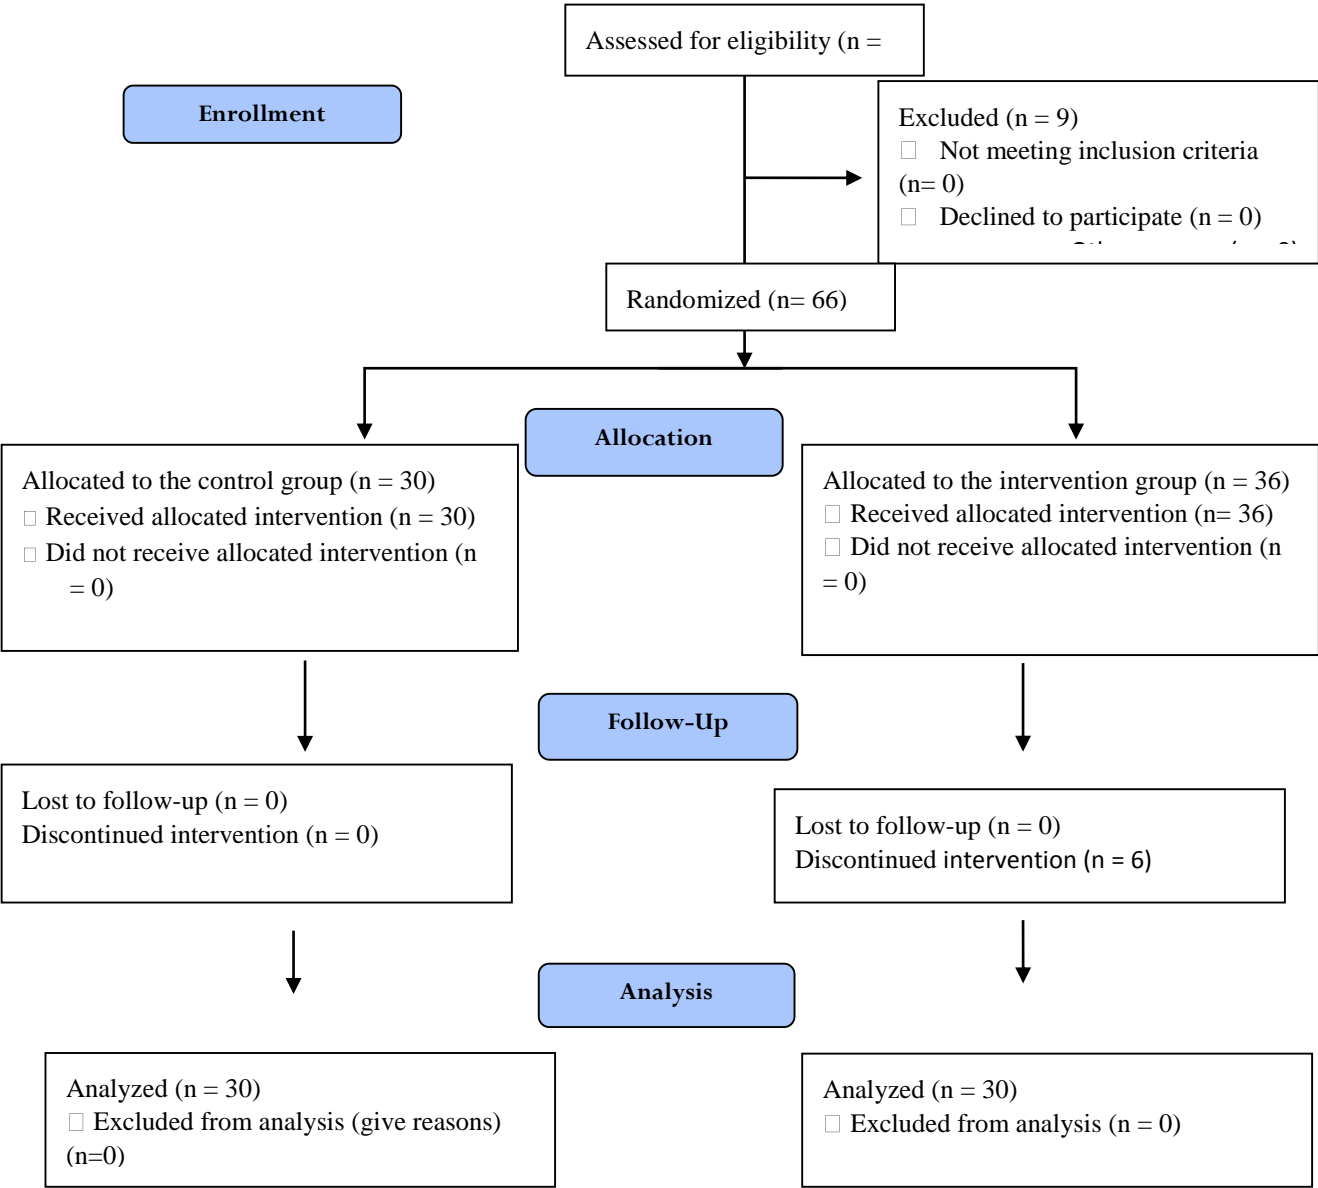 Assessed for eligibility (n =
Enrollment
Excluded (n = 9)
Not meeting inclusion criteria
(n= 0)
Declined to participate (n = 0)
Randomized (n= 66)
Allocation
Allocated to the control group (n = 30)
Received allocated intervention (n = 30)
Did not receive allocated intervention (n
= 0)
Allocated to the intervention group (n = 36)
Received allocated intervention (n= 36)
Did not receive allocated intervention (n
= 0)
Follow-Up
Lost to follow-up (n = 0)
Discontinued intervention (n = 0)
Lost to follow-up (n = 0)
Discontinued intervention (n = 6)
Analysis
Analyzed (n = 30)
Excluded from analysis (give reasons)
(n=0)
Analyzed (n = 30)
Excluded from analysis (n = 0)